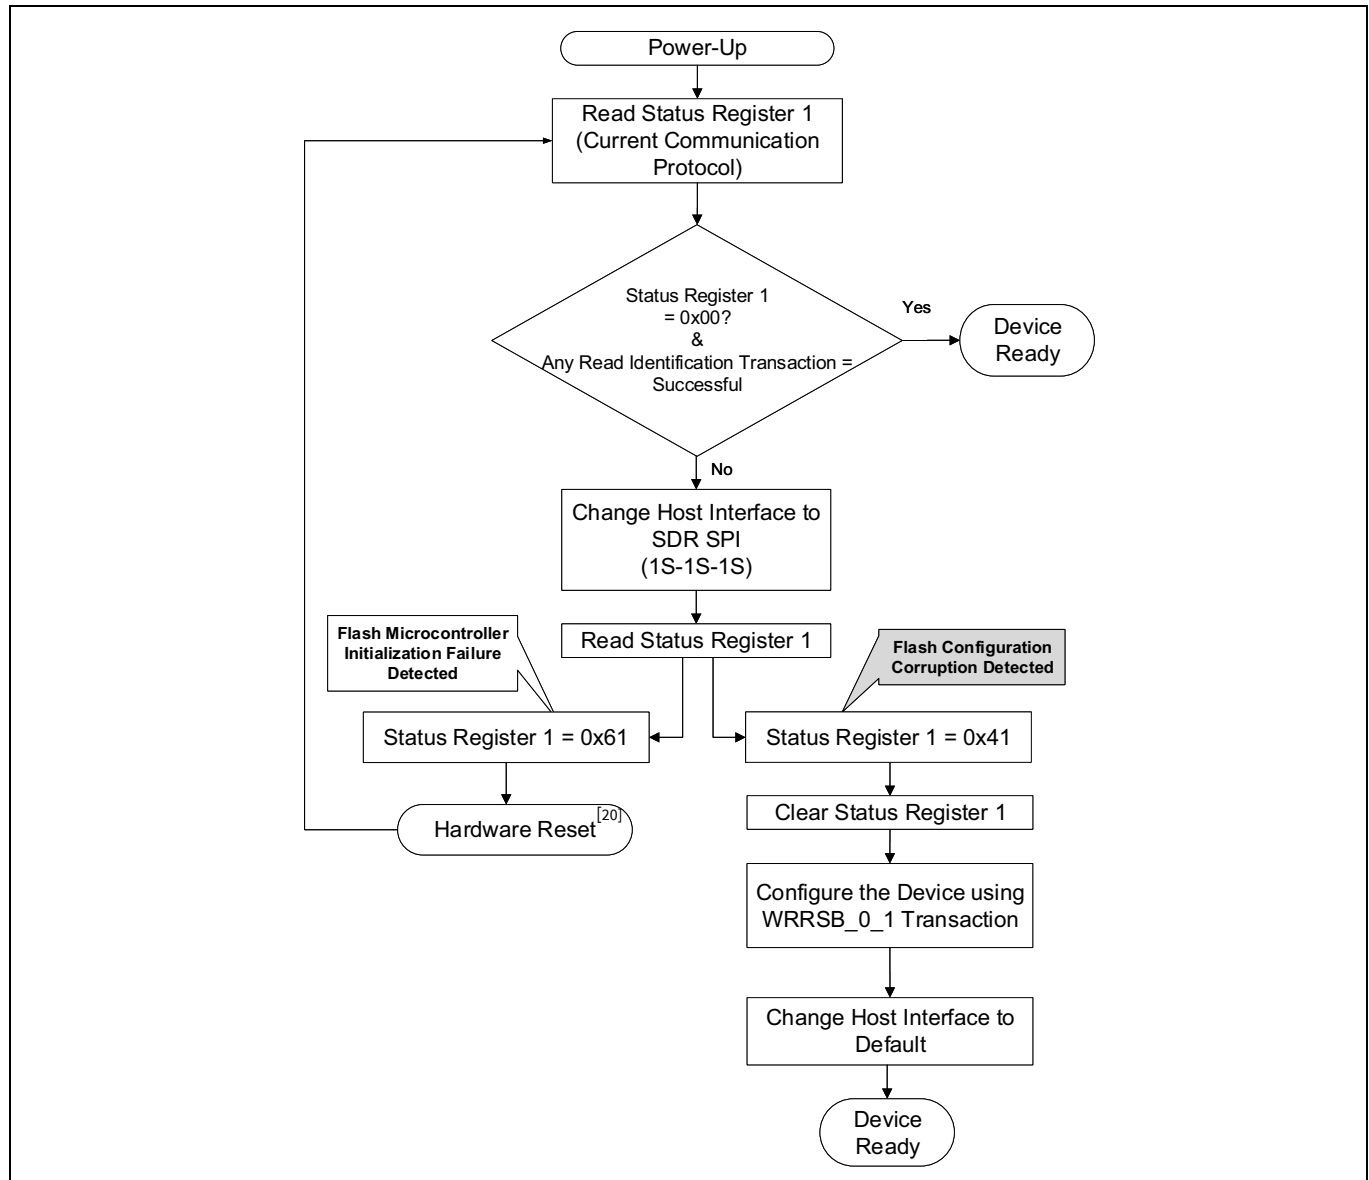 Power-Up
Read Status Register 1
(Current Communication
Protocol)
Status Register 1
= 0x00?
&
Any Read Identification Transaction =
Successful
Yes
Device
Ready
No
Change Host Interface to
SDR SPI
(1S-1S-1S)
Read Status Register 1
Flash Microcontroller
Initialization Failure
Detected
Flash Configuration
Corruption Detected
Status Register 1 = 0x61
Status Register 1 = 0x41
Hardware Reset[20]
Clear Status Register 1
Configure the Device using
WRRSB_0_1 Transaction
Change Host Interface to
Default
Device
Ready